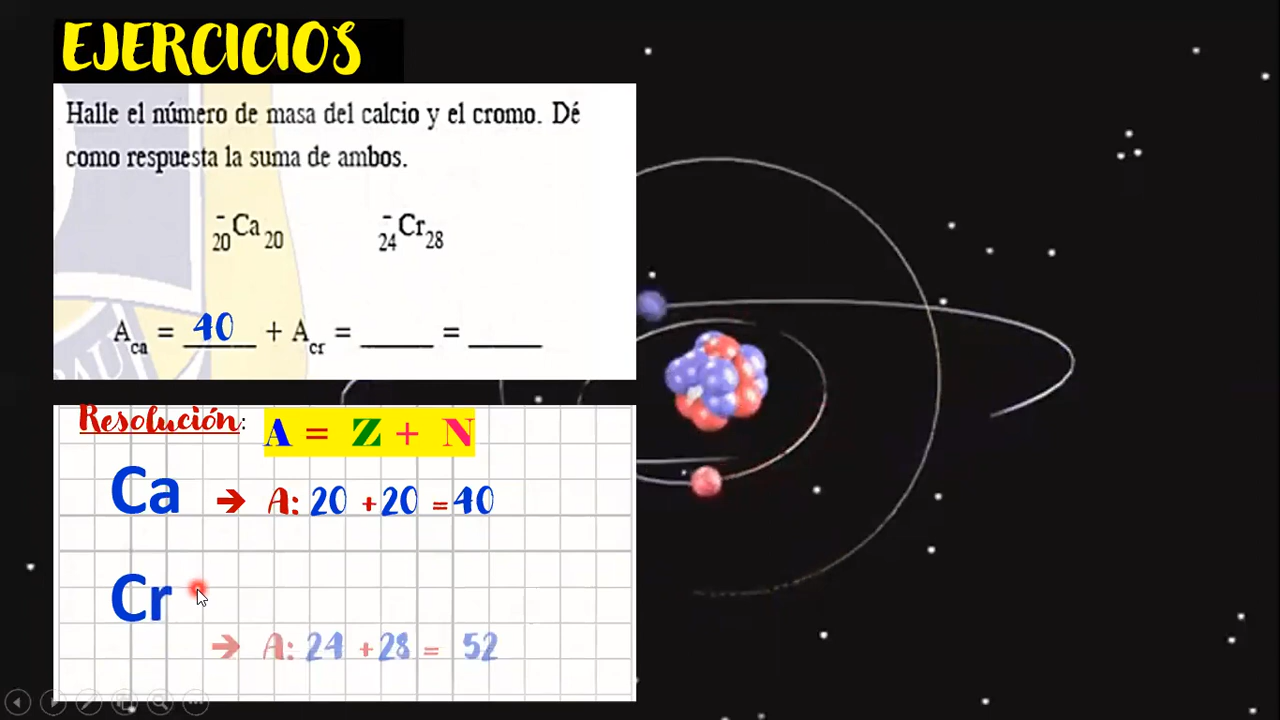 EJERCICIOS
Halle el número de masa del calcio y el cromo. Dé
como respuesta la suma de ambos.
-20Ca20 -24Cr28
Aca = 40 + Acr = ______ = ______
Resolución:
A = Z + N
Ca → A: 20 +20 =40
Cr
→ A: 24 +28 = 52